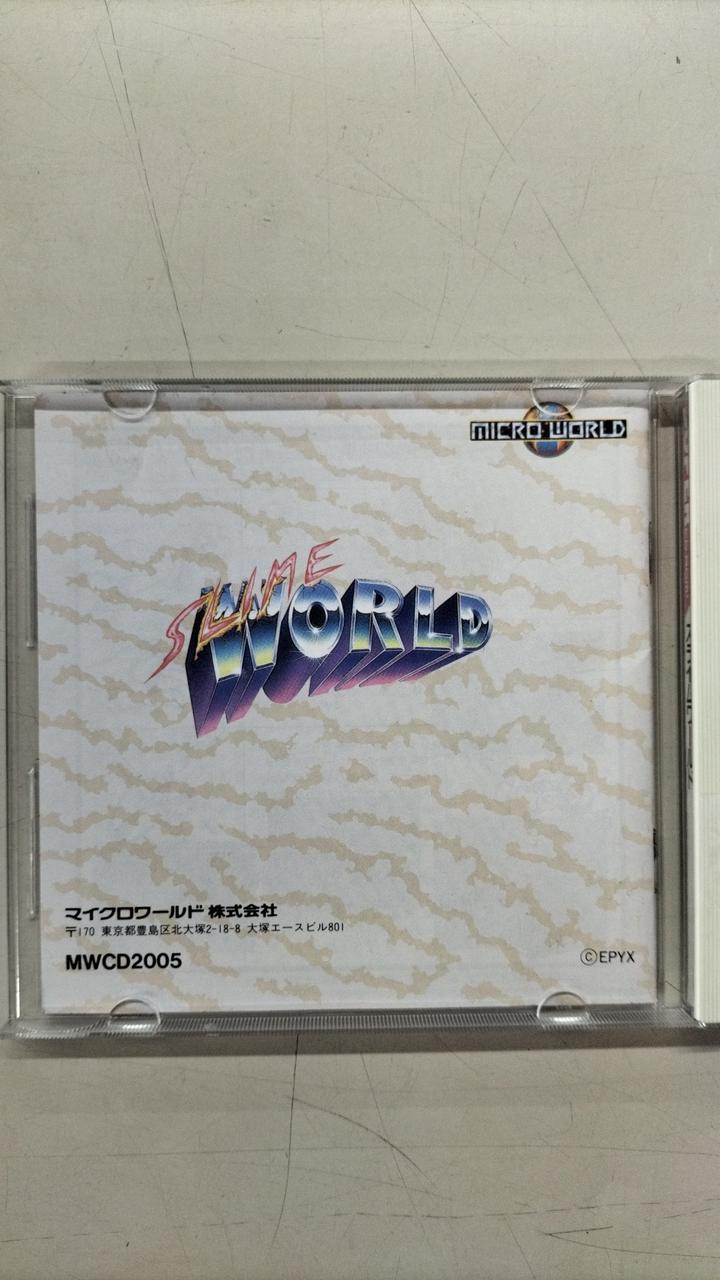 MICRO WORLD
SLIME
WORLD
マイクロワールド 株式会社
〒170 東京都豊島区北大塚2-18-8 大塚エースビル801
MWCD2005
ⒸEPYX